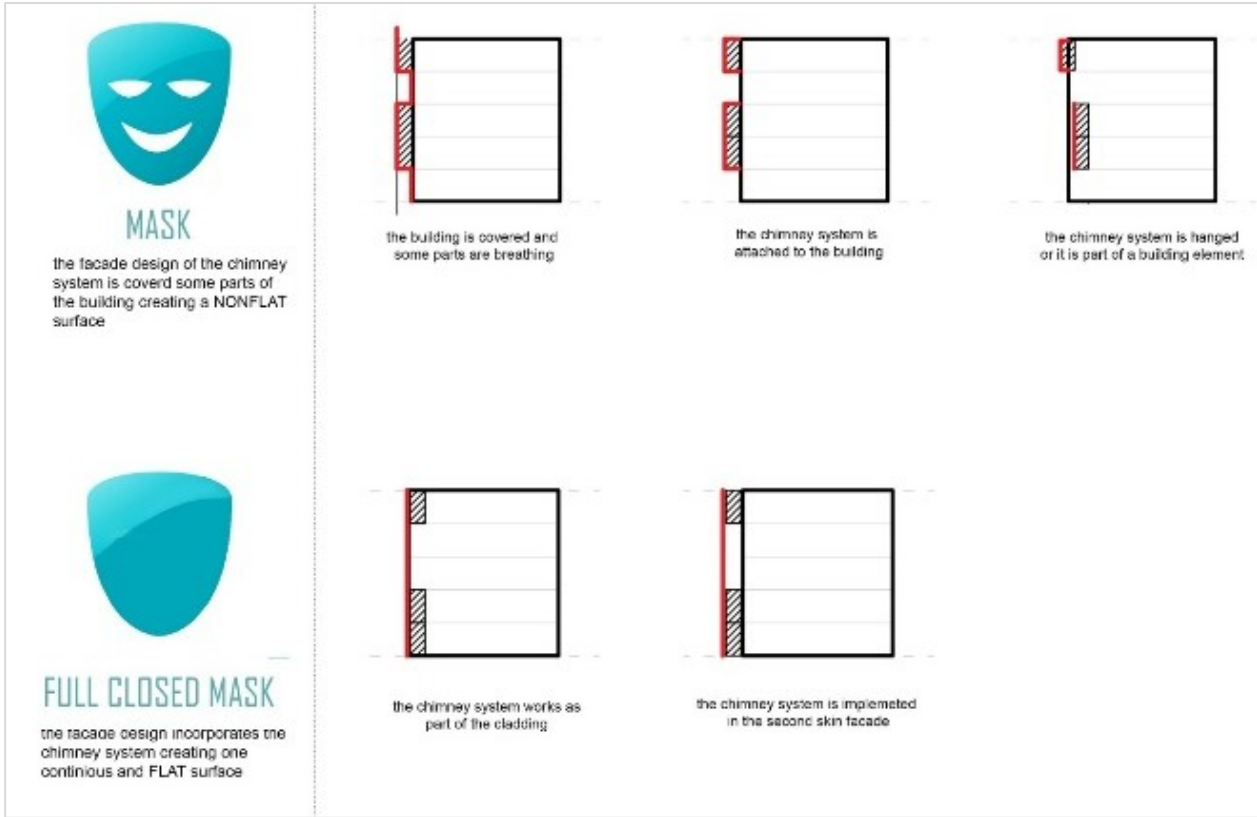 MASK
the facade design of the chimney
system is coverd some parts of
the building creating a NONFLAT
surface
the building is covered and
some parts are breathing
the chimney system is
attached to the building
the chimney system is hanged
or it is part of a building element
FULL CLOSED MASK
the facade design incorporates the
chimney system creating one
continious and FLAT surface
the chimney system works as
part of the cladding
the chimney system is implemeted
in the second skin facade